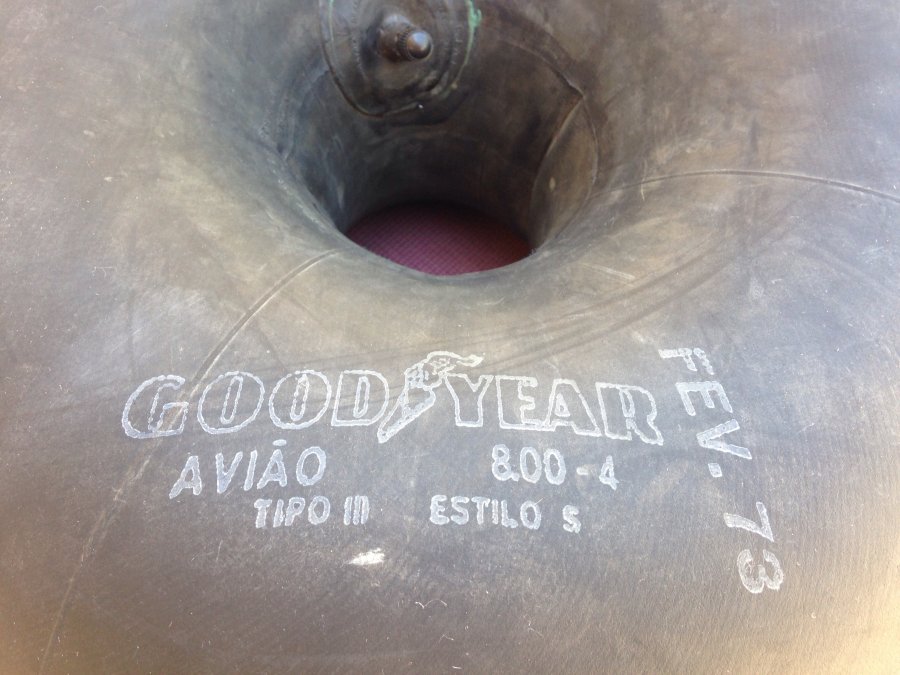 GOODYEAR
AVIÃO 8.00-4
TIPO III ESTILO S
FEV. 73